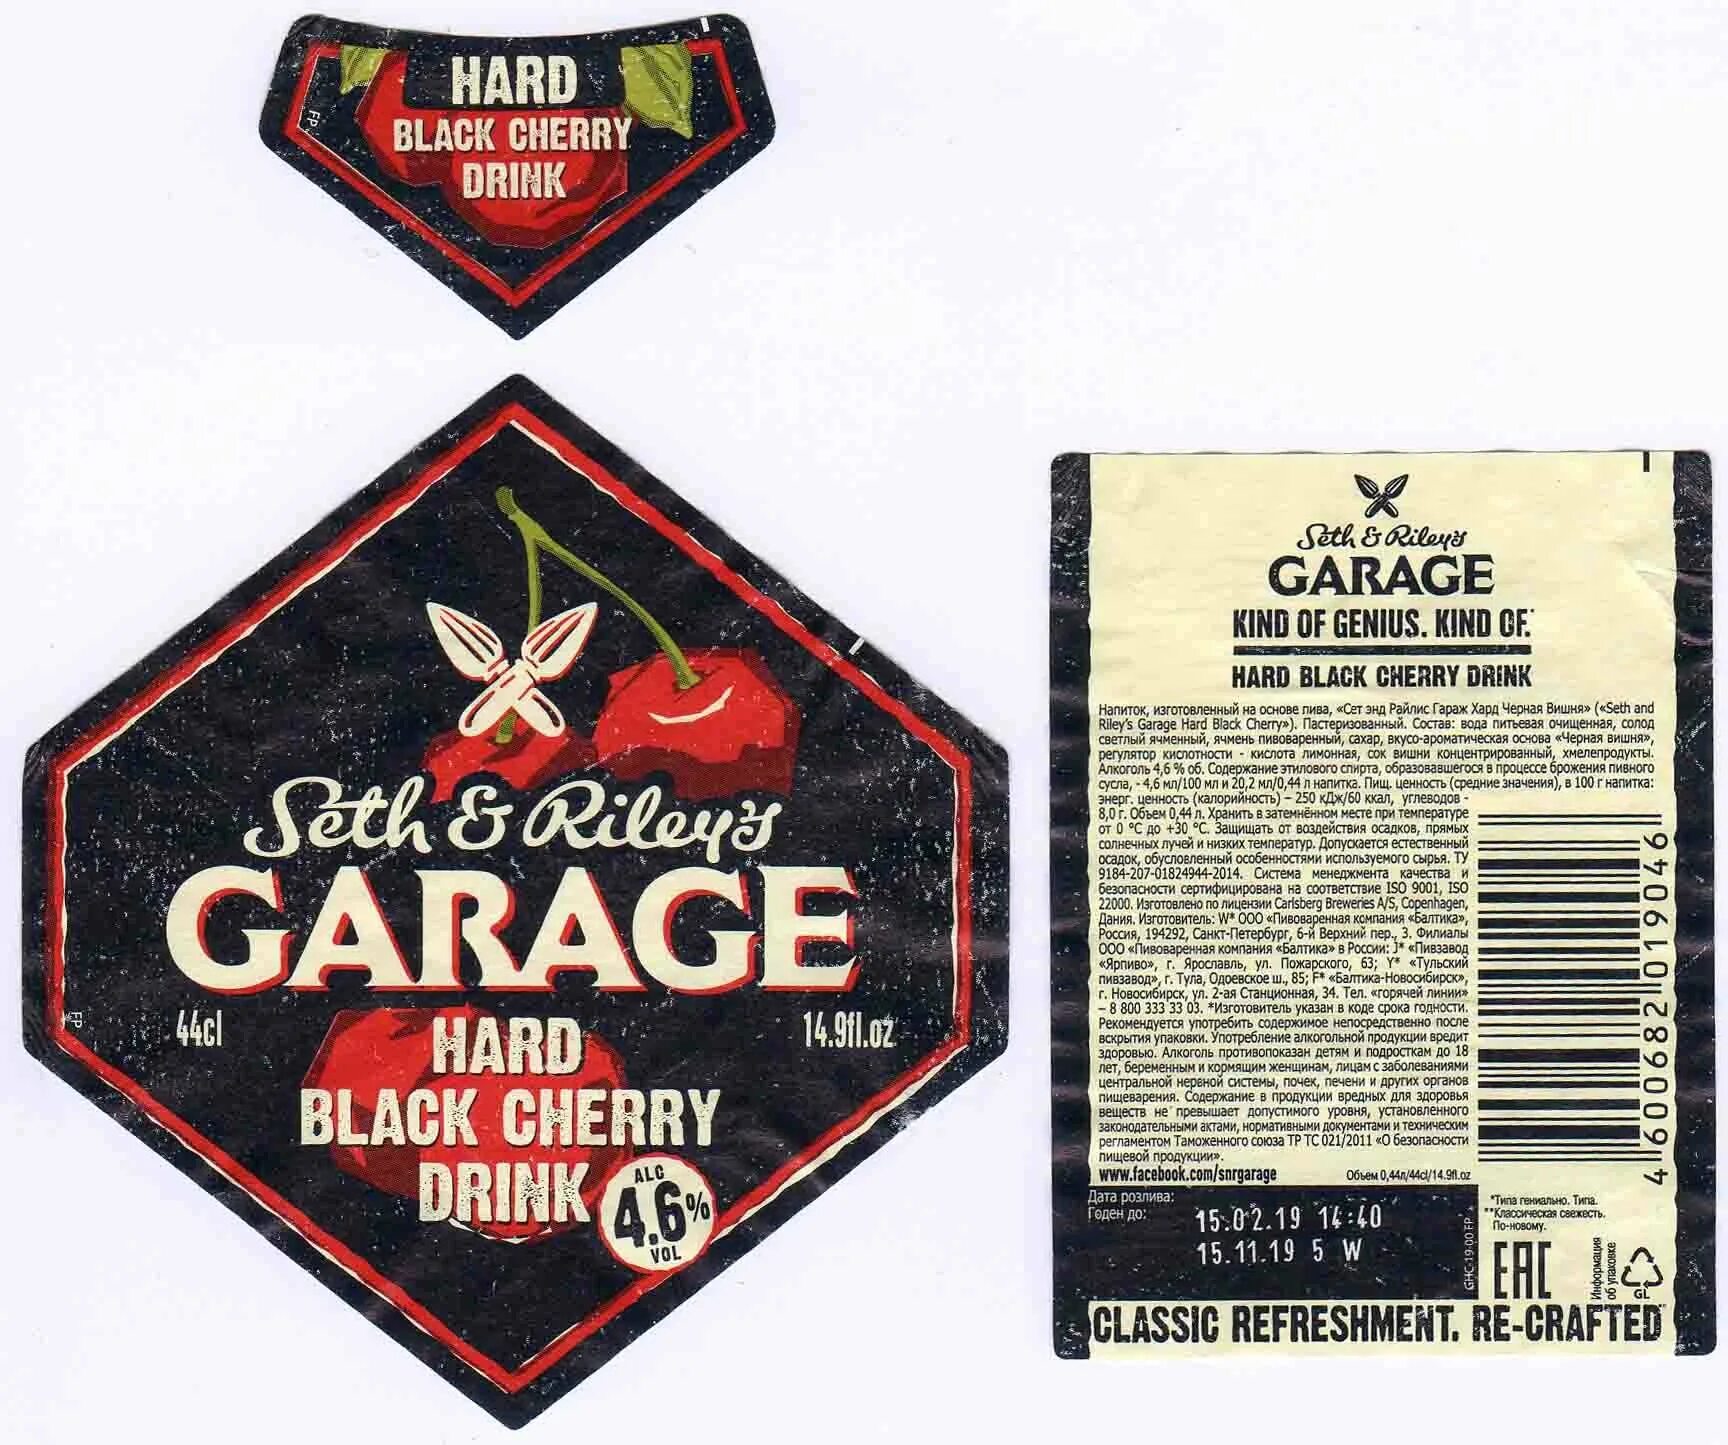 HARD
BLACK CHERRY
DRINK
FP
Seth & Riley's
GARAGE
44cl
14.9fl.oz
HARD
BLACK CHERRY
DRINK
ALC
4.6%
VOL
FP
Seth & Riley's
GARAGE
KIND OF GENIUS. KIND OF.*
HARD BLACK CHERRY DRINK
Напиток, изготовленный на основе пива, «Сет энд Райлис Гараж Хард Черная Вишня» («Seth and
Riley's Garage Hard Black Cherry»). Пастеризованный. Состав: вода питьевая очищенная, солод
светлый ячменный, ячмень пивоваренный, сахар, вкусо-ароматическая основа «Черная вишня»,
регулятор кислотности - кислота лимонная, сок вишни концентрированный, хмелепродукты.
Алкоголь 4,6 % об. Содержание этилового спирта, образовавшегося в процессе брожения пивного
сусла, - 4,6 мл/100 мл и 20,2 мл/0,44 л напитка. Пищ. ценность (средние значения), в 100 г напитка:
энерг. ценность (калорийность) – 250 кДж/60 ккал, углеводов -
8,0 г. Объем 0,44 л. Хранить в затемнённом месте при температуре
от 0 °C до +30 °C. Защищать от воздействия осадков, прямых
солнечных лучей и низких температур. Допускается естественный
осадок, обусловленный особенностями используемого сырья. ТУ
9184-207-01824944-2014. Система менеджмента качества и
безопасности сертифицирована на соответствие ISO 9001, ISO
22000. Изготовлено по лицензии Carlsberg Breweries A/S, Copenhagen,
Дания. Изготовитель: W* ООО «Пивоваренная компания «Балтика»,
Россия, 194292, Санкт-Петербург, 6-й Верхний пер., 3. Филиалы
ООО «Пивоваренная компания «Балтика» в России: J* «Пивзавод
«Ярпиво», г. Ярославль, ул. Пожарского, 63; Y* «Тульский
пивзавод», г. Тула, Одоевское ш., 85; F* «Балтика-Новосибирск»,
г. Новосибирск, ул. 2-ая Станционная, 34. Тел. «горячей линии»
– 8 800 333 33 03. *Изготовитель указан в коде срока годности.
Рекомендуется употребить содержимое непосредственно после
вскрытия упаковки. Употребление алкогольной продукции вредит
здоровью. Алкоголь противопоказан детям и подросткам до 18
лет, беременным и кормящим женщинам, лицам с заболеваниями
центральной нервной системы, почек, печени и других органов
пищеварения. Содержание в продукции вредных для здоровья
веществ не превышает допустимого уровня, установленного
законодательными актами, нормативными документами и техническим
регламентом Таможенного союза ТР ТС 021/2011 «О безопасности
пищевой продукции».
www.facebook.com/snrgarage
Объем 0,44л/44cl/14.9fl.oz
4 600682 019046
Дата розлива:
Годен до:
15.02.19 14:40
15.11.19 5 W
GHC-19-00 FP
*Типа гениально. Типа.
**Классическая свежесть.
По-новому.
EAC
Информация
об упаковке
GL
CLASSIC REFRESHMENT. RE-CRAFTED**